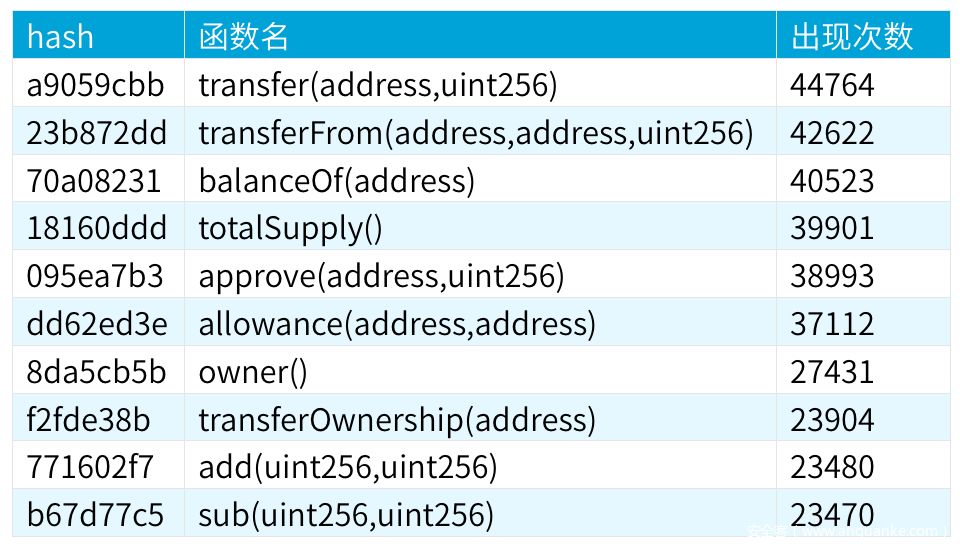 hash 函数名 出现次数
a9059cbb transfer(address,uint256) 44764
23b872dd transferFrom(address,address,uint256) 42622
70a08231 balanceOf(address) 40523
18160ddd totalSupply() 39901
095ea7b3 approve(address,uint256) 38993
dd62ed3e allowance(address,address) 37112
8da5cb5b owner() 27431
f2fde38b transferOwnership(address) 23904
771602f7 add(uint256,uint256) 23480
b67d77c5 sub(uint256,uint256) 23470
安全客 ( www.anquanke.com )